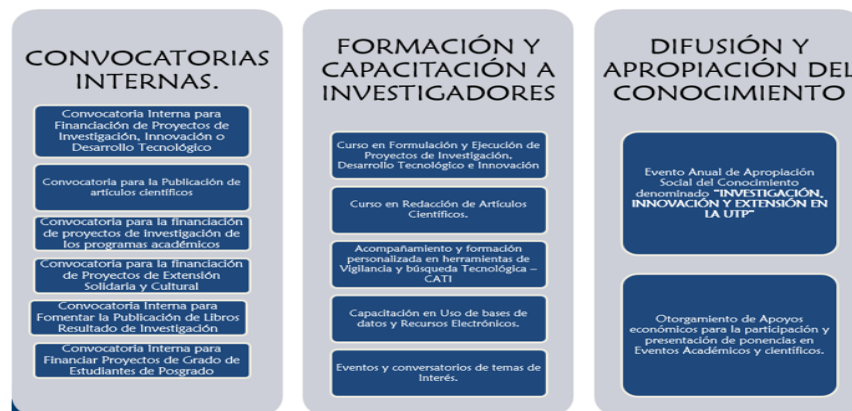 CONVOCATORIAS
INTERNAS.
Convocatoria Interna para
Financiación de Proyectos de
Investigación, Innovación o
Desarrollo Tecnológico
Convocatoria para la Publicación de
artículos científicos
Convocatoria para la financiación
de proyectos de investigación de
los programas académicos
Convocatoria para la financiación
de Proyectos de Extensión
Solidaria y Cultural
Convocatoria Interna para
Fomentar la Publicación de Libros
Resultado de Investigación
Convocatoria Interna para
Financiar Proyectos de Grado de
Estudiantes de Posgrado
FORMACIÓN Y
CAPACITACIÓN A
INVESTIGADORES
Curso en Formulación y Ejecución de
Proyectos de Investigación,
Desarrollo Tecnológico e Innovación
Curso en Redacción de Artículos
Científicos.
Acompañamiento y formación
personalizada en herramientas de
Vigilancia y búsqueda Tecnológica –
CATI
Capacitación en Uso de bases de
datos y Recursos Electrónicos.
Eventos y conversatorios de temas de
Interés.
DIFUSIÓN Y
APROPIACIÓN DEL
CONOCIMIENTO
Evento Anual de Apropiación
Social del Conocimiento
denominado "INVESTIGACIÓN,
INNOVACIÓN Y EXTENSIÓN EN
LA UTP"
Otorgamiento de Apoyos
económicos para la participación y
presentación de ponencias en
Eventos Académicos y científicos.